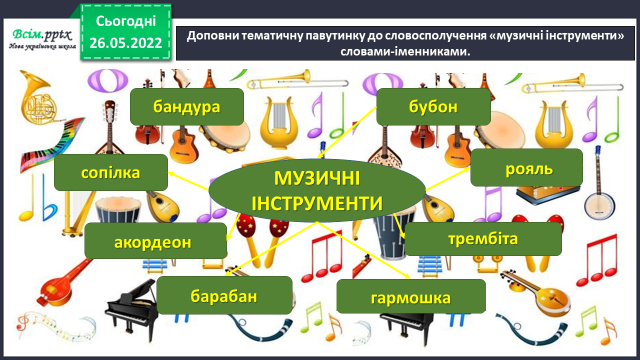 Всім.pptx
Нова українська школа
Сьогодні
26.05.2022
Доповни тематичну павутинку до словосполучення «музичні інструменти»
словами-іменниками.
бандура
бубон
сопілка
рояль
МУЗИЧНІ
ІНСТРУМЕНТИ
акордеон
трембіта
барабан
гармошка